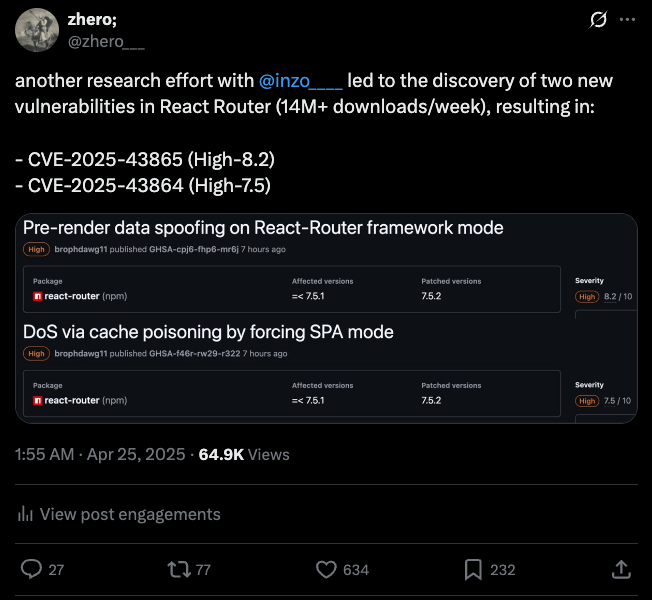 zhero;
@zhero___
another research effort with @inzo____ led to the discovery of two new
vulnerabilities in React Router (14M+ downloads/week), resulting in:
- CVE-2025-43865 (High-8.2)
- CVE-2025-43864 (High-7.5)
Pre-render data spoofing on React-Router framework mode
High brophdawg11 published GHSA-cpj6-fhp6-mr6j 7 hours ago
Package Affected versions Patched versions Severity
react-router (npm) =< 7.5.1 7.5.2 High 8.2 / 10
DoS via cache poisoning by forcing SPA mode
High brophdawg11 published GHSA-f46r-rw29-r322 7 hours ago
Package Affected versions Patched versions Severity
react-router (npm) =< 7.5.1 7.5.2 High 7.5 / 10
1:55 AM · Apr 25, 2025 · 64.9K Views
View post engagements
27 77 634 232